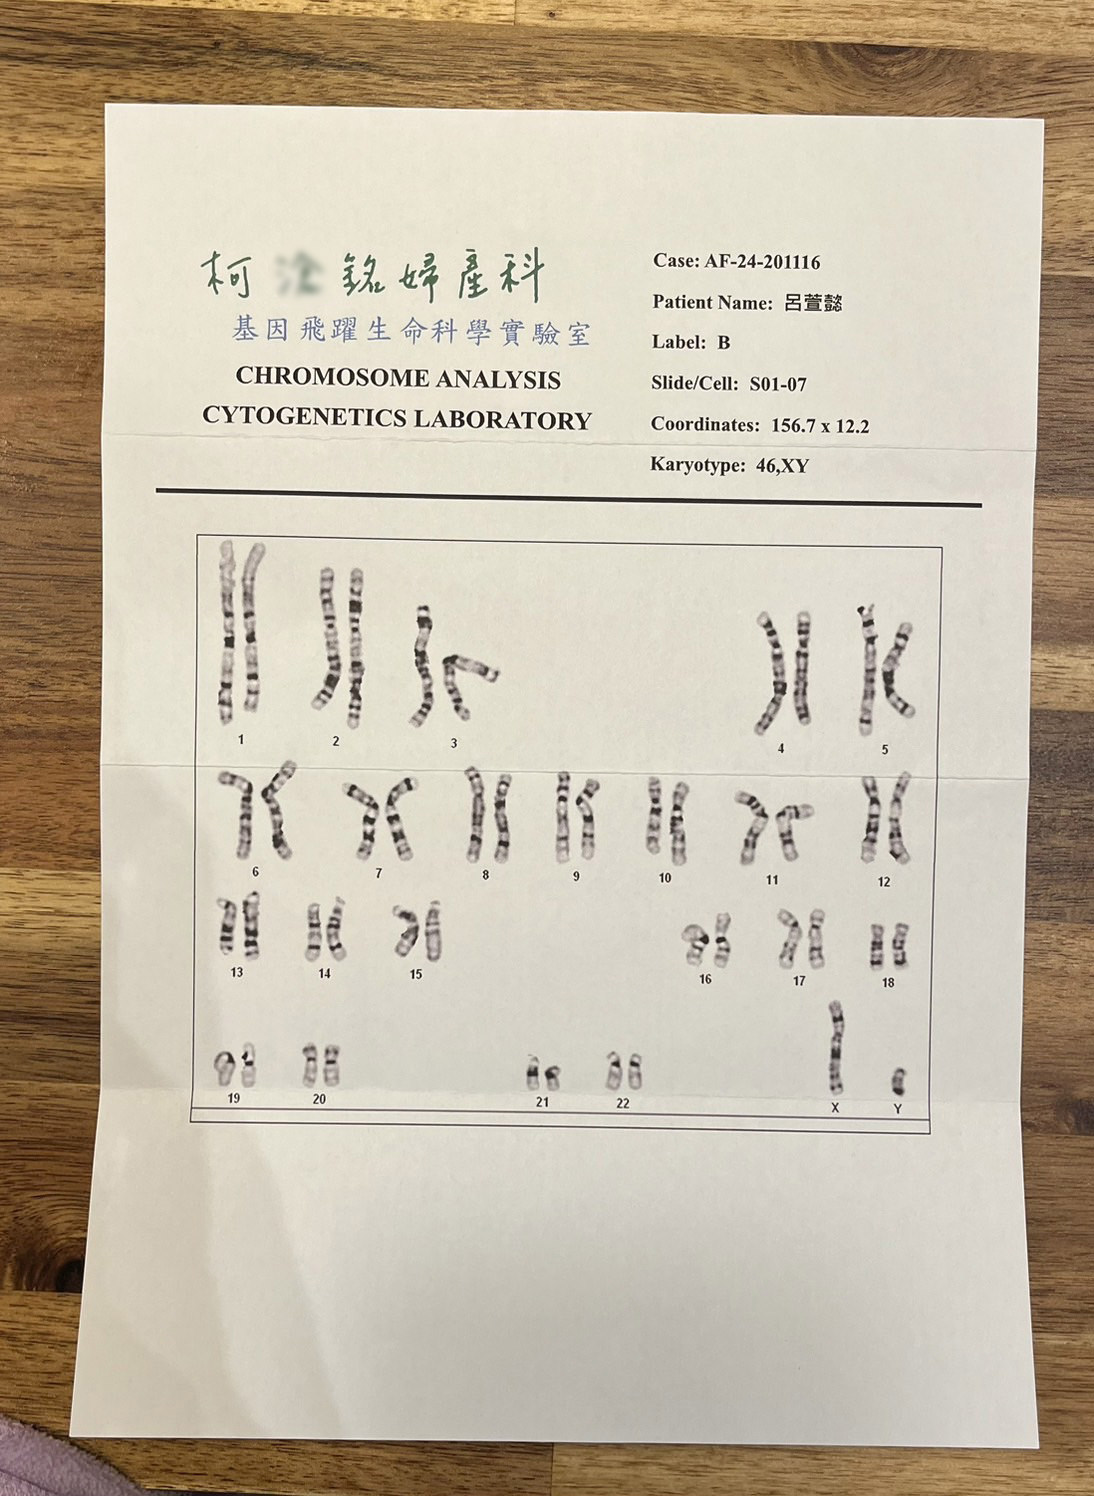 柯 銘婦產科
基因飛躍生命科學實驗室
CHROMOSOME ANALYSIS
CYTOGENETICS LABORATORY
Case: AF-24-201116
Patient Name: 呂萱懿
Label: B
Slide/Cell: S01-07
Coordinates: 156.7 x 12.2
Karyotype: 46,XY
1 2 3 4 5
6 7 8 9 10 11 12
13 14 15 16 17 18
19 20 21 22 X Y